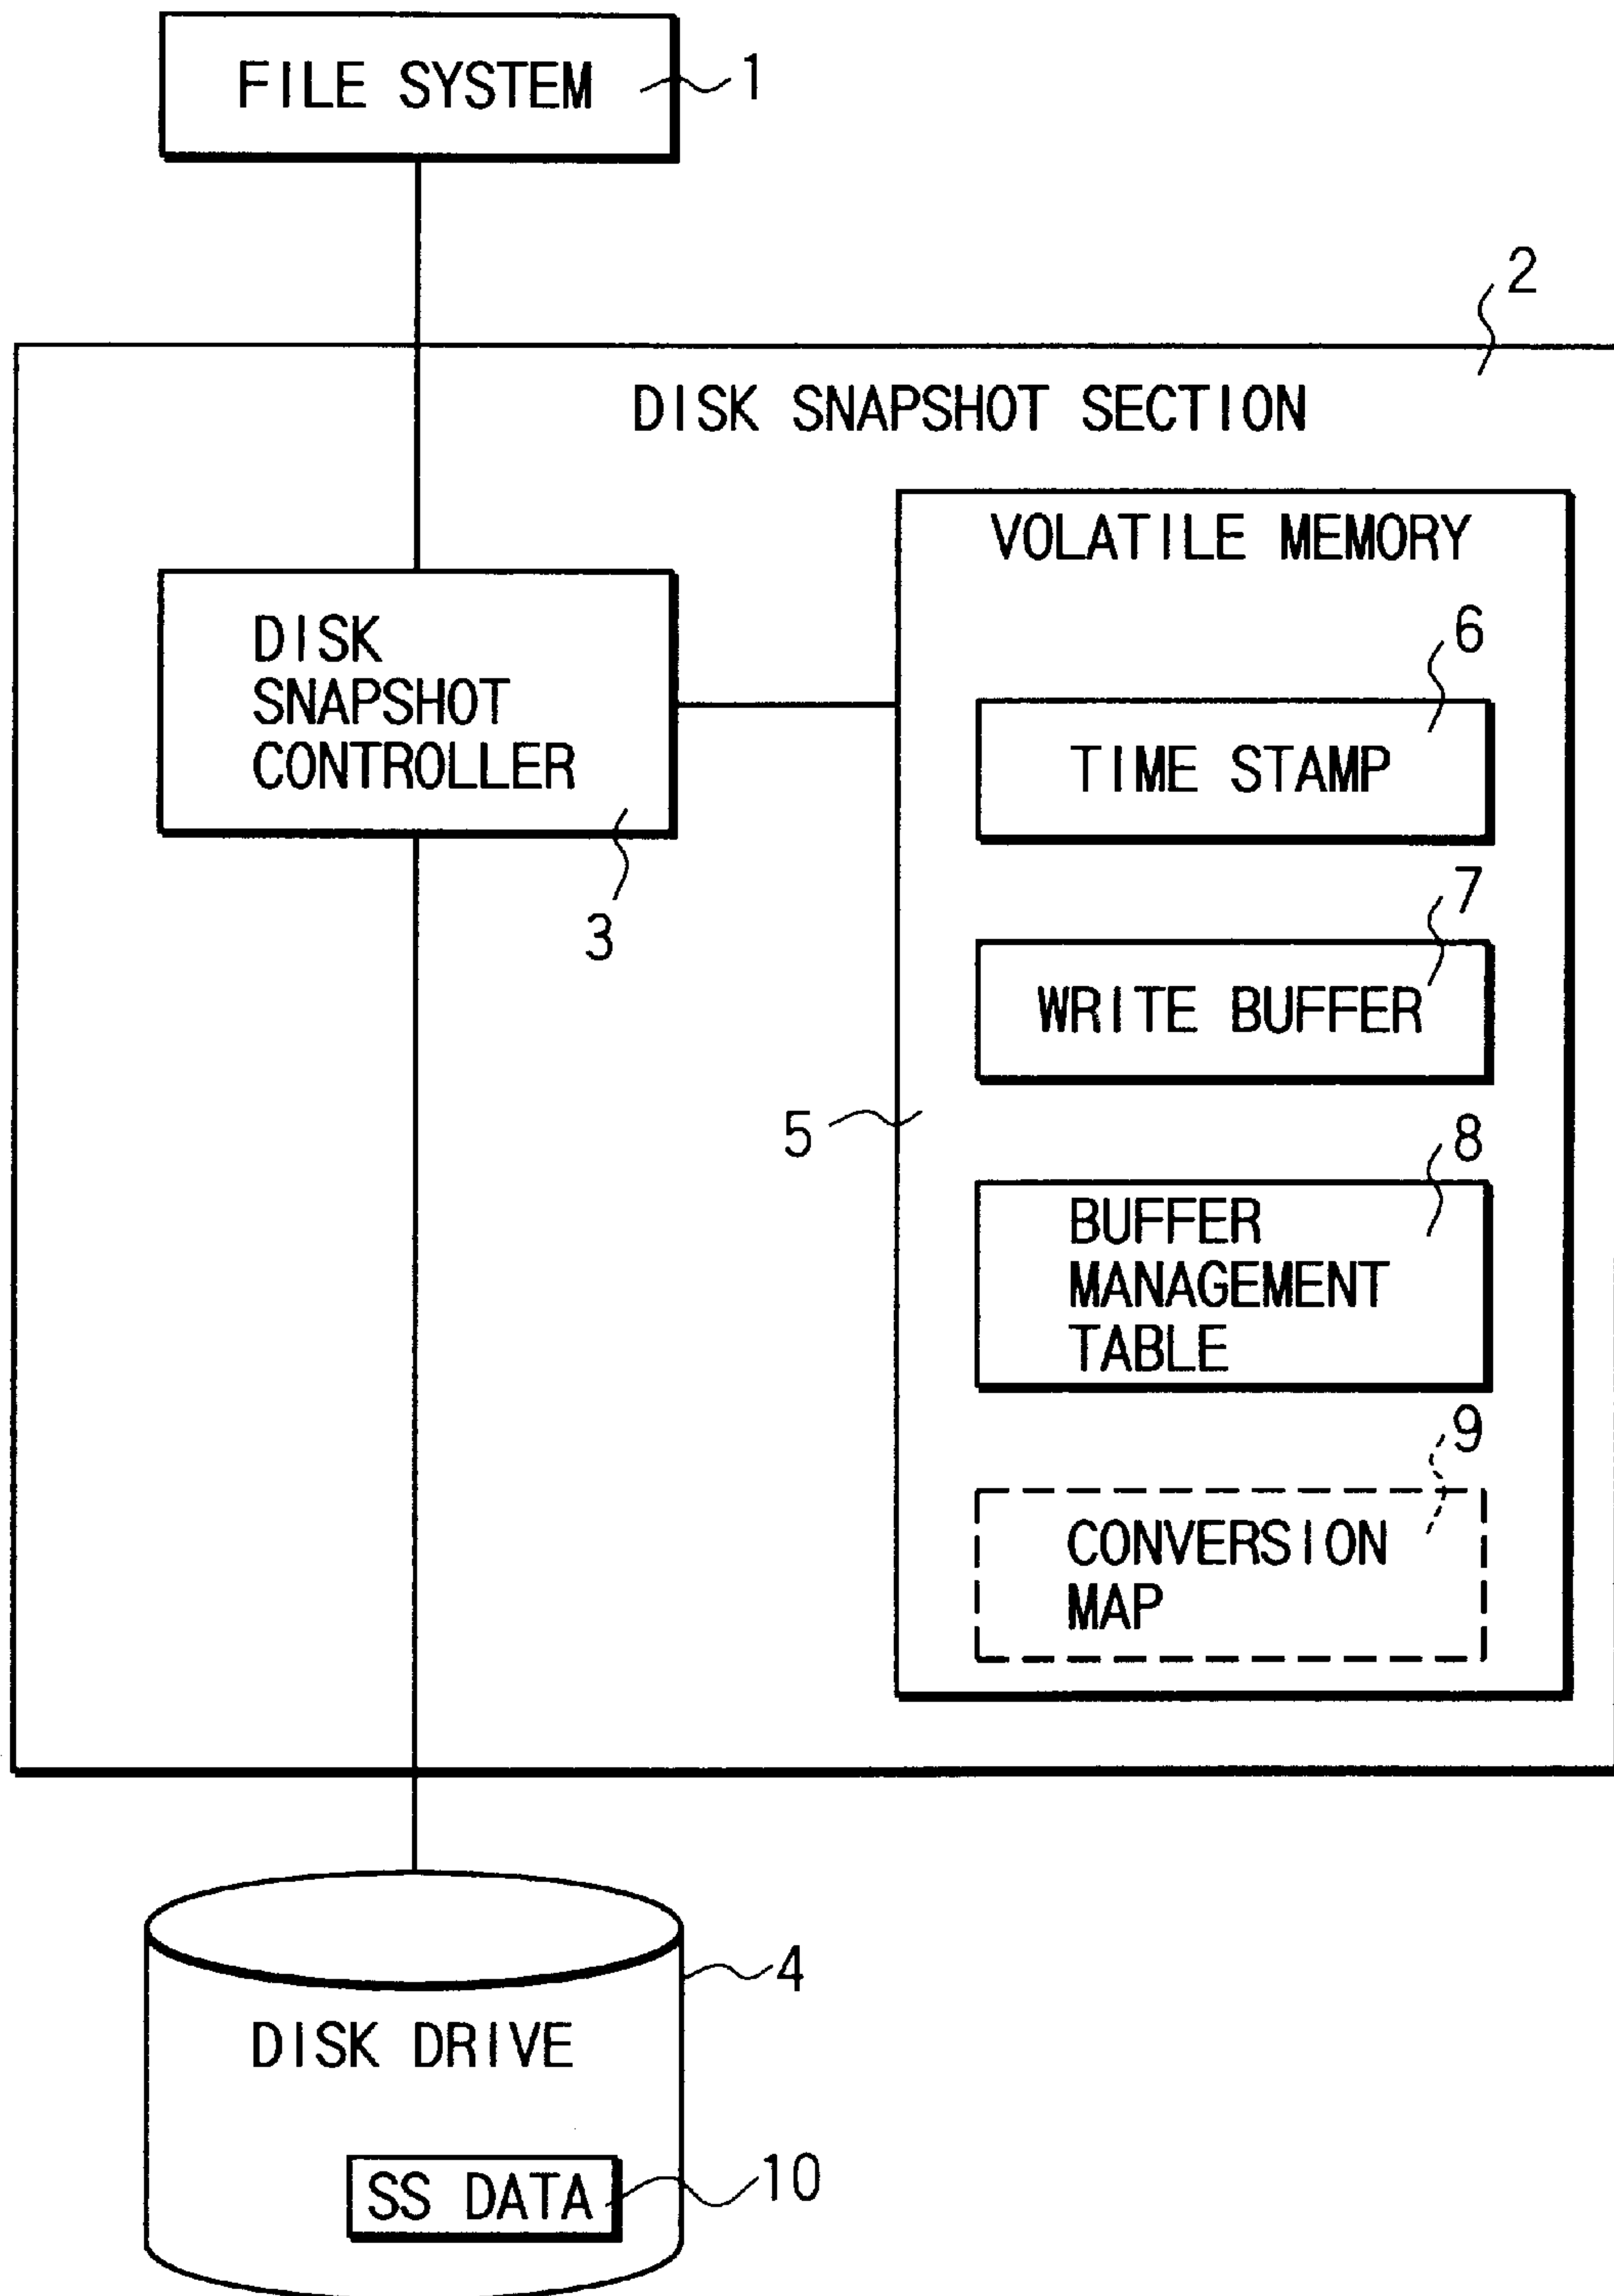 FILE SYSTEM
1
2
DISK SNAPSHOT SECTION
VOLATILE MEMORY
DISK
SNAPSHOT
CONTROLLER
3
6
TIME STAMP
7
WRITE BUFFER
5
8
BUFFER
MANAGEMENT
TABLE
9
CONVERSION
MAP
4
DISK DRIVE
SS DATA
10